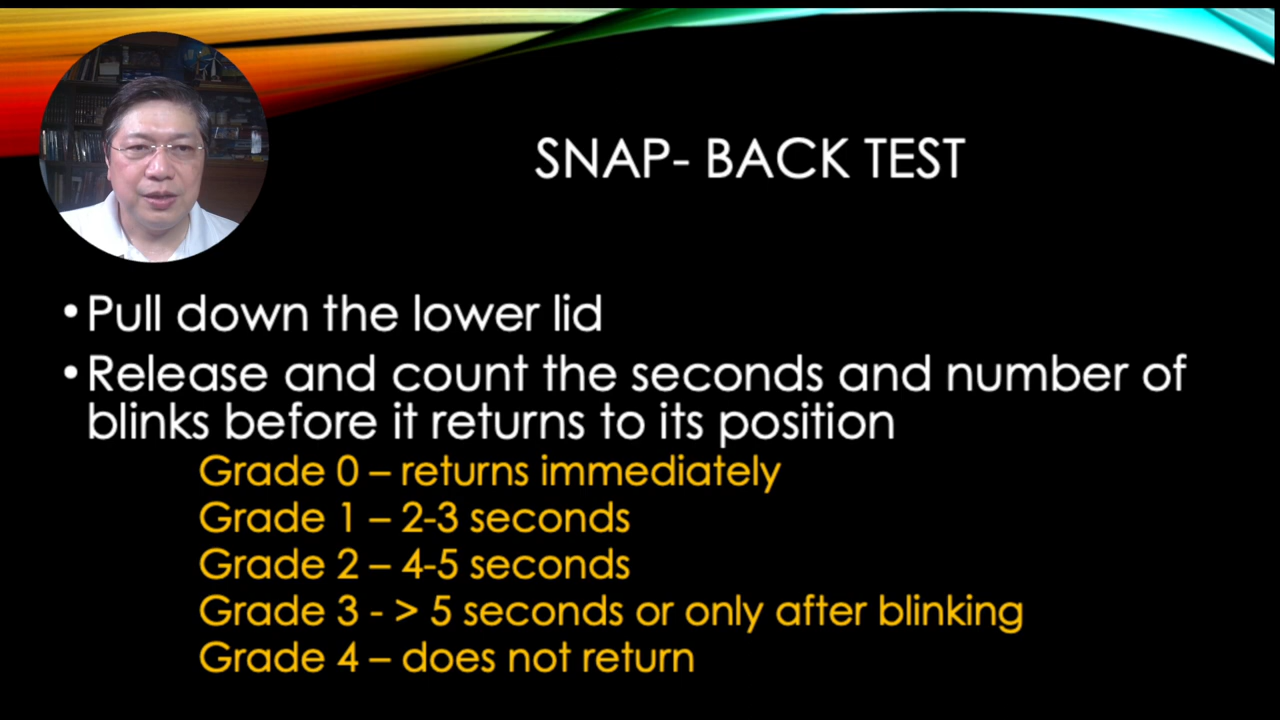 SNAP- BACK TEST
• Pull down the lower lid
• Release and count the seconds and number of
blinks before it returns to its position
Grade 0 – returns immediately
Grade 1 – 2-3 seconds
Grade 2 – 4-5 seconds
Grade 3 - > 5 seconds or only after blinking
Grade 4 – does not return